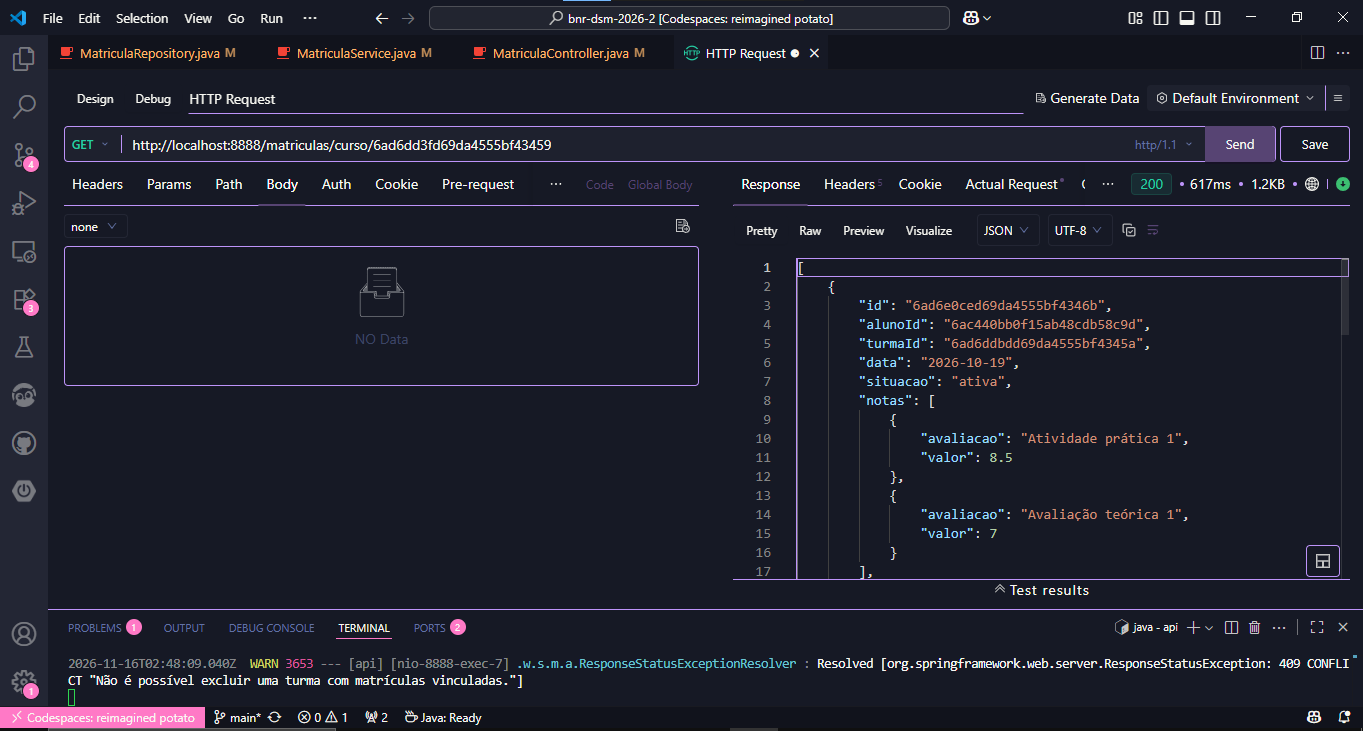 File Edit Selection View Go Run ··· bnr-dsm-2026-2 [Codespaces: reimagined potato]
MatriculaRepository.java M MatriculaService.java M MatriculaController.java M HTTP HTTP Request
Design Debug HTTP Request Generate Data Default Environment
GET http://localhost:8888/matriculas/curso/6ad6dd3fd69da4555bf43459 http/1.1 Send Save
Headers Params Path Body Auth Cookie Pre-request ··· Code Global Body
none
NO Data
Response Headers 5 Cookie Actual Request ··· 200 • 617ms • 1.2KB •
Pretty Raw Preview Visualize JSON UTF-8
1 [
2 {
3 "id": "6ad6e0ced69da4555bf4346b",
4 "alunoId": "6ac440bb0f15ab48cdb58c9d",
5 "turmaId": "6ad6ddbdd69da4555bf4345a",
6 "data": "2026-10-19",
7 "situacao": "ativa",
8 "notas": [
9 {
10 "avaliacao": "Atividade prática 1",
11 "valor": 8.5
12 },
13 {
14 "avaliacao": "Avaliação teórica 1",
15 "valor": 7
16 }
17 ],
Test results
4
3
1
PROBLEMS 1 OUTPUT DEBUG CONSOLE TERMINAL PORTS 2 java - api
2026-11-16T02:48:09.040Z WARN 3653 --- [api] [nio-8888-exec-7] .w.s.m.a.ResponseStatusExceptionResolver : Resolved [org.springframework.web.server.ResponseStatusException: 409 CONFLI
CT "Não é possível excluir uma turma com matrículas vinculadas."]
Codespaces: reimagined potato main* 0 1 2 Java: Ready